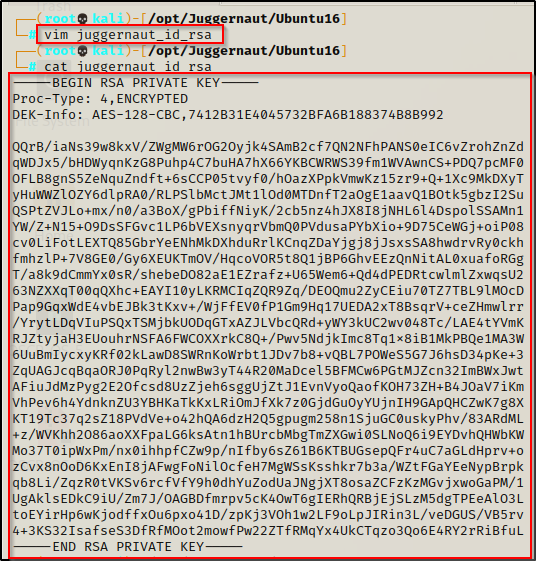 (root💀kali)-[/opt/Juggernaut/Ubuntu16]
# vim juggernaut_id_rsa
(root💀kali)-[/opt/Juggernaut/Ubuntu16]
# cat juggernaut_id_rsa
-----BEGIN RSA PRIVATE KEY-----
Proc-Type: 4,ENCRYPTED
DEK-Info: AES-128-CBC,7412B31E4045732BFA6B188374B8B992

QQrB/iaNs39w8kxV/ZWgMW6rOG2Oyjk4SAmB2cf7QN2NFhPANS0eIC6vZrohZnZd
qWDJx5/bHDWyqnKzG8Puhp4C7buHA7hX66YKBCWRWS39fm1WVAwnCS+PDQ7pcMF0
OFLB8gnS5ZeNquZndft+6sCCP05tvyf0/hOazXPpkVmwKz15zr9+Q+1Xc9MkDXyT
yHuWWZlOZY6dlpRA0/RLPSlbMctJMt1lOd0MTDnfT2aOgE1aavQ1BOtk5gbzI2Su
QSPtZVJLo+mx/n0/a3BoX/gPbiffNiyK/2cb5nz4hJX8I8jNHL6l4DspolSSAMn1
YW/Z+N15+O9DsSFGvc1LP6bVEXsnyqrVbmQ0PVdusaPYbXio+9D75CeWGj+oiP08
cv0LiFotLEXTQ85GbrYeENhMkDXhduRrlKCnqZDaYjgj8jJsxsSA8hwdrvRy0ckh
fmhzlP+7V8GE0/Gy6XEUKTmOV/HqcoVOR5t8Q1jBP6GhvEEzQnNitAL0xuafoRGg
T/a8k9dCmmYx0sR/shebeDO82aE1EZrafz+U65Wem6+Qd4dPEDRtcwlmlZxwqsU2
63NZXXqT00qQXhc+EAYI10yLKRMCIqZQR9Zq/DEOQmu2ZyCEiu70TZ7TBL9lMOcD
Pap9GqxWdE4vbEJBk3tKxv+/WjFfEV0fP1Gm9Hq17UEDA2xT8BsqrV+ceZHmwlrr
/YrytLDqVIuPSQxTSMjbkUODqGTxAZJLVbcQRd+yWY3kUC2wv048Tc/LAE4tYVmK
RJZtyjaH3EUouhrNSFA6FWCOXXrkC8Q+/Pwv5NdjkImc8Tq1×8iB1MkPBQe1MA3W
6UuBmIycxyKRf02kLawD8SWRnKoWrbt1JDv7b8+vQBL7POWeS5G7J6hsD34pKe+3
ZqUAGJcqBqaORJ0PqRyl2nwBw3yT44R20MaDcel5BFMCw6PGtMJZcn32ImBWxJwt
AFiuJdMzPyg2E2Ofcsd8UzZjeh6sggUjZtJ1EvnVyoQaofKOH73ZH+B4JOaV7iKm
VhPev6h4YdnknZU3YBHKaTkKxLRiOmJfXk7z0GjdGuOyYUjnIH9GApQHCZwK7g8X
KT19Tc37q2sZ18PVdVe+o42hQA6dzH2Q5gpugm258n1SjuGC0uskyPhv/83ARdML
+z/WVKhh2O86aoXXFpaLG6ksAtn1hBUrcbMbgTmZXGwi0SLNoQ6i9EYDvhQHWbKW
Mo37T0ipWxPm/nx0ihhpfCZw9p/nIfby6sZ61B6KTBUGsepQFr4uC7aGLdHprv+o
zCvx8nOoD6KxEnI8jAFwgFoNilOcfeH7MgWSsKsshkr7b3a/WZtFGaYEeNypBrpk
qb8Li/ZqzR0tVKSv6rcfVfY9h0dhYuZodUaJNgjXT8osaZCFzKzMGvjxwoGaPM/1
UgAklsEDkC9iU/Zm7J/OAGBDfmrpv5cK4OwT6gIERhQRBjEjSLzM5dgTPEeAlO3L
toEYirHp6wKjodffxOu6pxo41D/zpKj3VOh1w2LF9oLpJIRin3L/veDGUS/VB5rv
4+3KS32IsafseS3DfRfMOot2mowfPw22ZTfRMqYx4UkCTqzo3Qo6E4RY2rRiBfuL
-----END RSA PRIVATE KEY-----